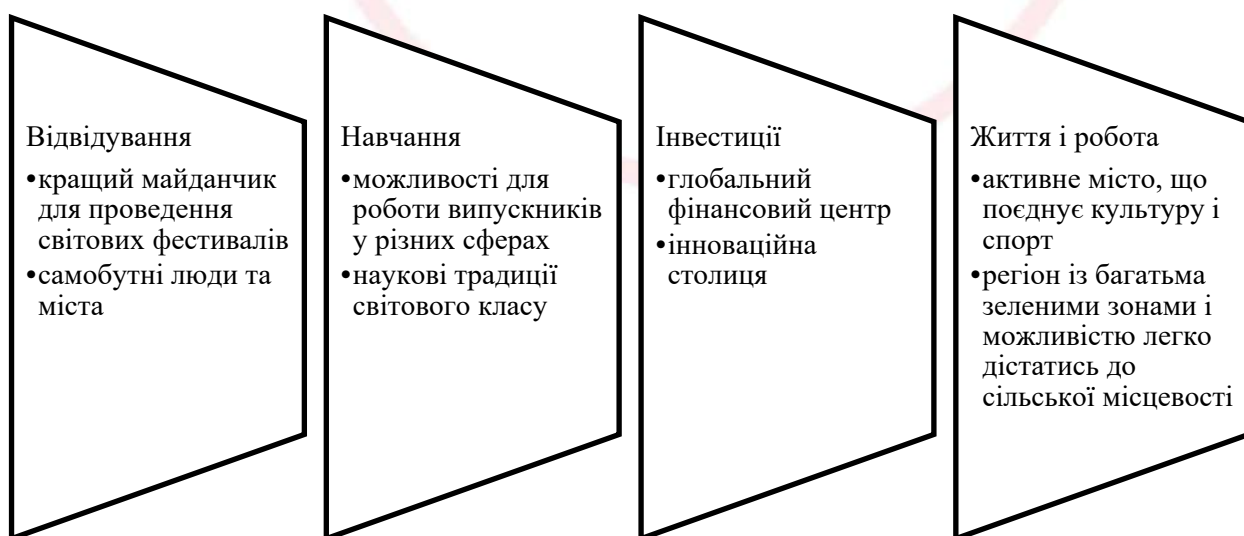 Відвідування
•кращий майданчик
для проведення
світових фестивалів
•самобутні люди та
міста
Навчання
•можливості для
роботи випускників
у різних сферах
•наукові традиції
світового класу
Інвестиції
•глобальний
фінансовий центр
•інноваційна
столиця
Життя і робота
•активне місто, що
поєднує культуру і
спорт
•регіон із багатьма
зеленими зонами і
можливістю легко
дістатись до
сільської місцевості